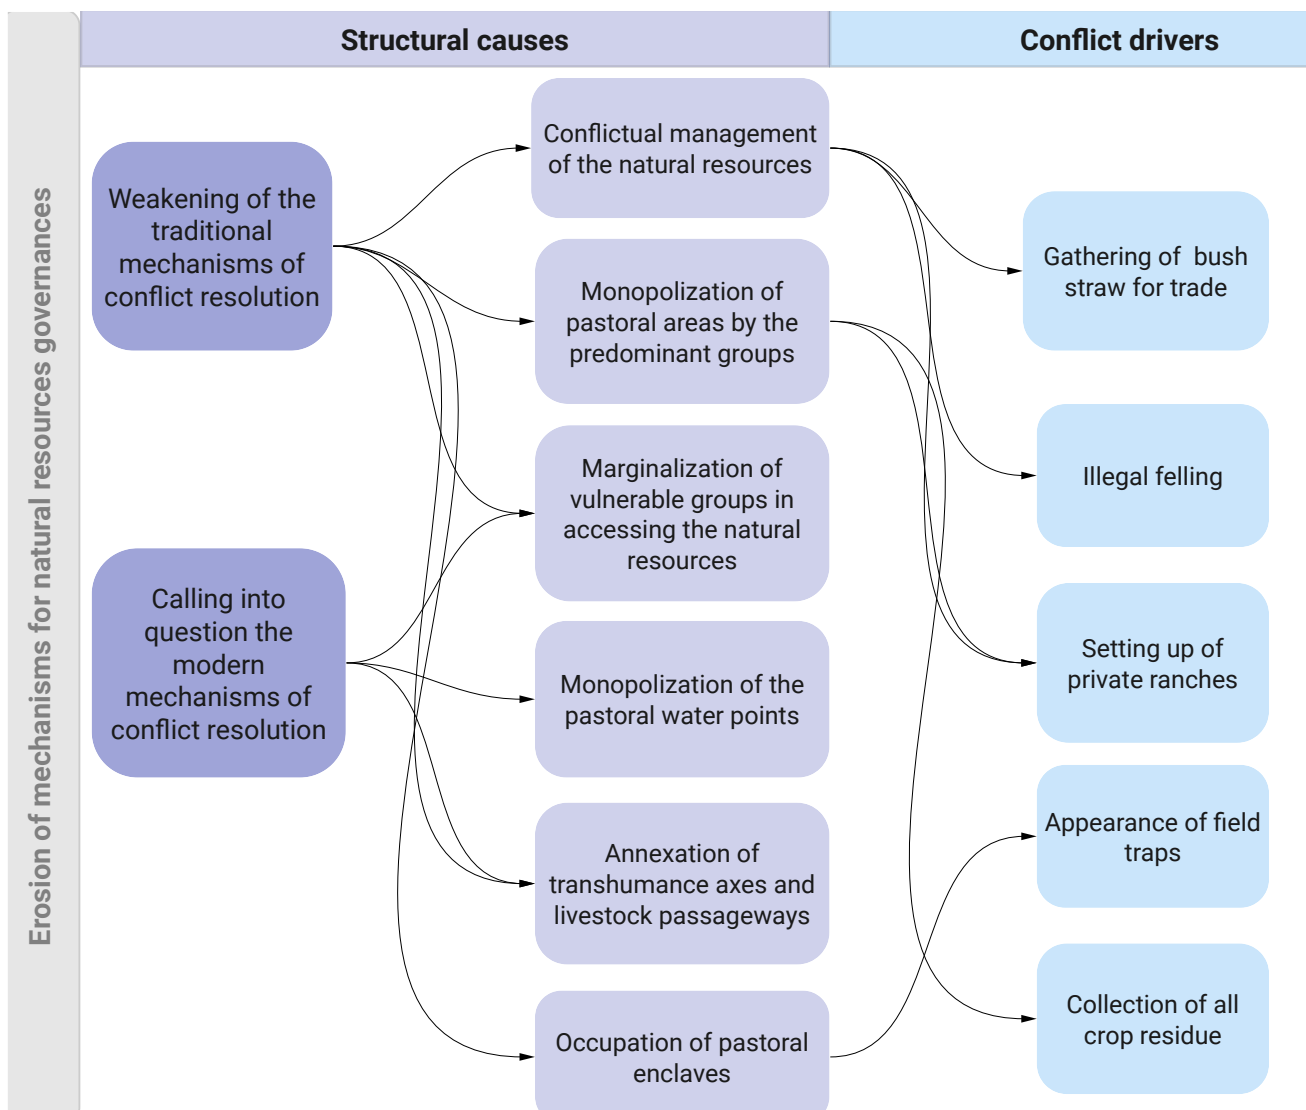 Structural causes
Conflict drivers
Erosion of mechanisms for natural resources governances
Weakening of the
traditional
mechanisms of
conflict resolution
Calling into
question the
modern
mechanisms of
conflict resolution
Conflictual management
of the natural resources
Monopolization of
pastoral areas by the
predominant groups
Marginalization of
vulnerable groups in
accessing the natural
resources
Monopolization of the
pastoral water points
Annexation of
transhumance axes and
livestock passageways
Occupation of pastoral
enclaves
Gathering of  bush
straw for trade
Illegal felling
Setting up of
private ranches
Appearance of field
traps
Collection of all
crop residue